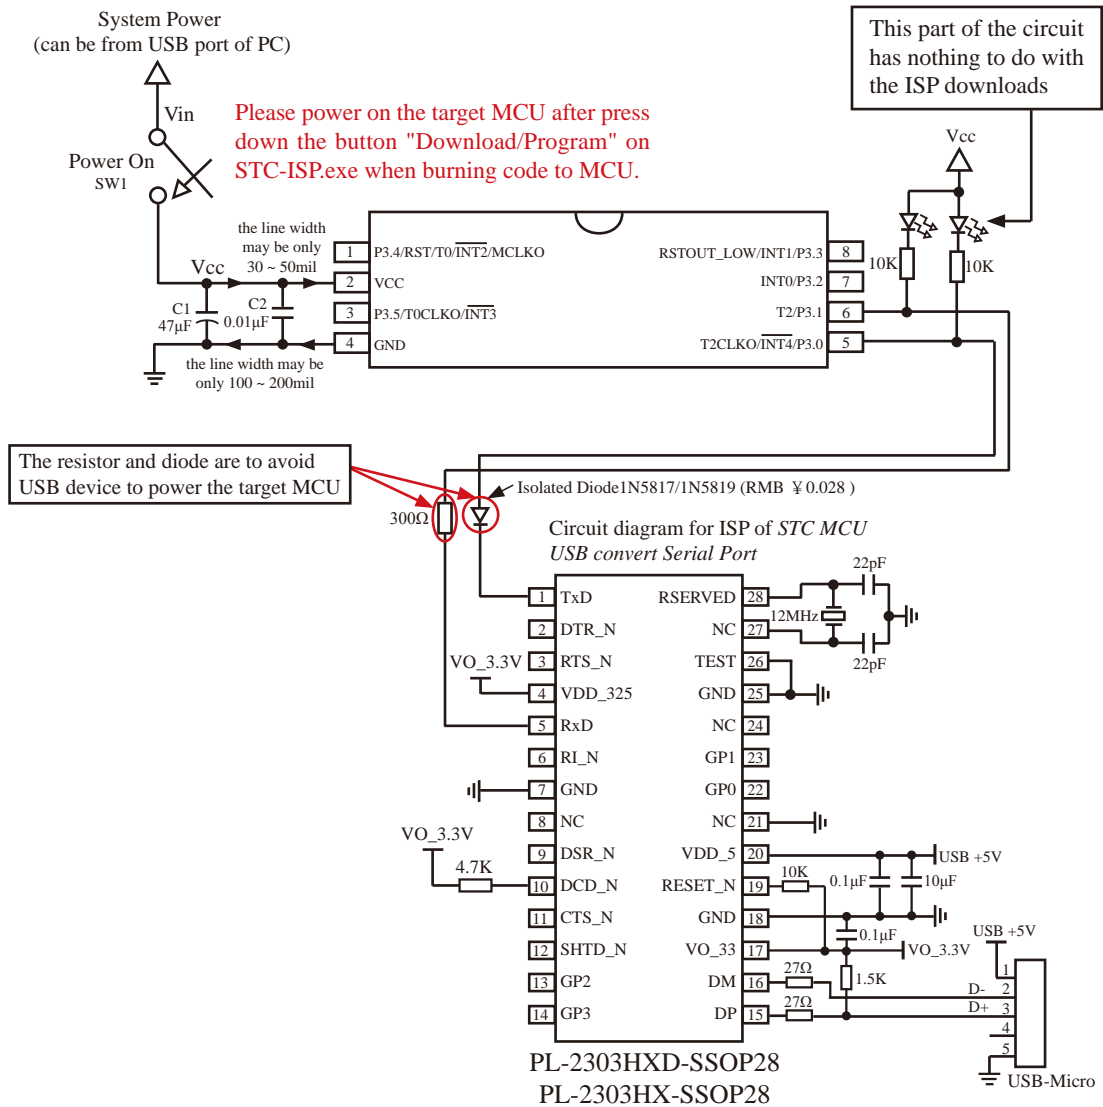 System Power
(can be from USB port of PC)
Vin
Power On
SW1
Please power on the target MCU after press
down the button "Download/Program" on
STC-ISP.exe when burning code to MCU.
This part of the circuit
has nothing to do with
the ISP downloads
Vcc
10K
10K
the line width
may be only
30 ~ 50mil
Vcc
C1
47μF
C2
0.01μF
the line width may be
only 100 ~ 200mil
1 P3.4/RST/T0/INT2/MCLKO
2 VCC
3 P3.5/T0CLKO/INT3
4 GND
RSTOUT_LOW/INT1/P3.3 8
INT0/P3.2 7
T2/P3.1 6
T2CLKO/INT4/P3.0 5
The resistor and diode are to avoid
USB device to power the target MCU
300Ω
Isolated Diode1N5817/1N5819 (RMB ¥0.028 )
Circuit diagram for ISP of STC MCU
USB convert Serial Port
1 TxD
2 DTR_N
3 RTS_N
VO_3.3V
4 VDD_325
5 RxD
6 RI_N
7 GND
8 NC
VO_3.3V
9 DSR_N
4.7K
10 DCD_N
11 CTS_N
12 SHTD_N
13 GP2
14 GP3
RSERVED 28
NC 27
TEST 26
GND 25
NC 24
GP1 23
GP0 22
NC 21
VDD_5 20
RESET_N 19
GND 18
VO_33 17
DM 16
DP 15
22pF
12MHz
22pF
USB +5V
10K
0.1μF
10μF
0.1μF
VO_3.3V
1.5K
27Ω
27Ω
USB +5V
D-
D+
1
2
3
4
5
USB-Micro
PL-2303HXD-SSOP28
PL-2303HX-SSOP28